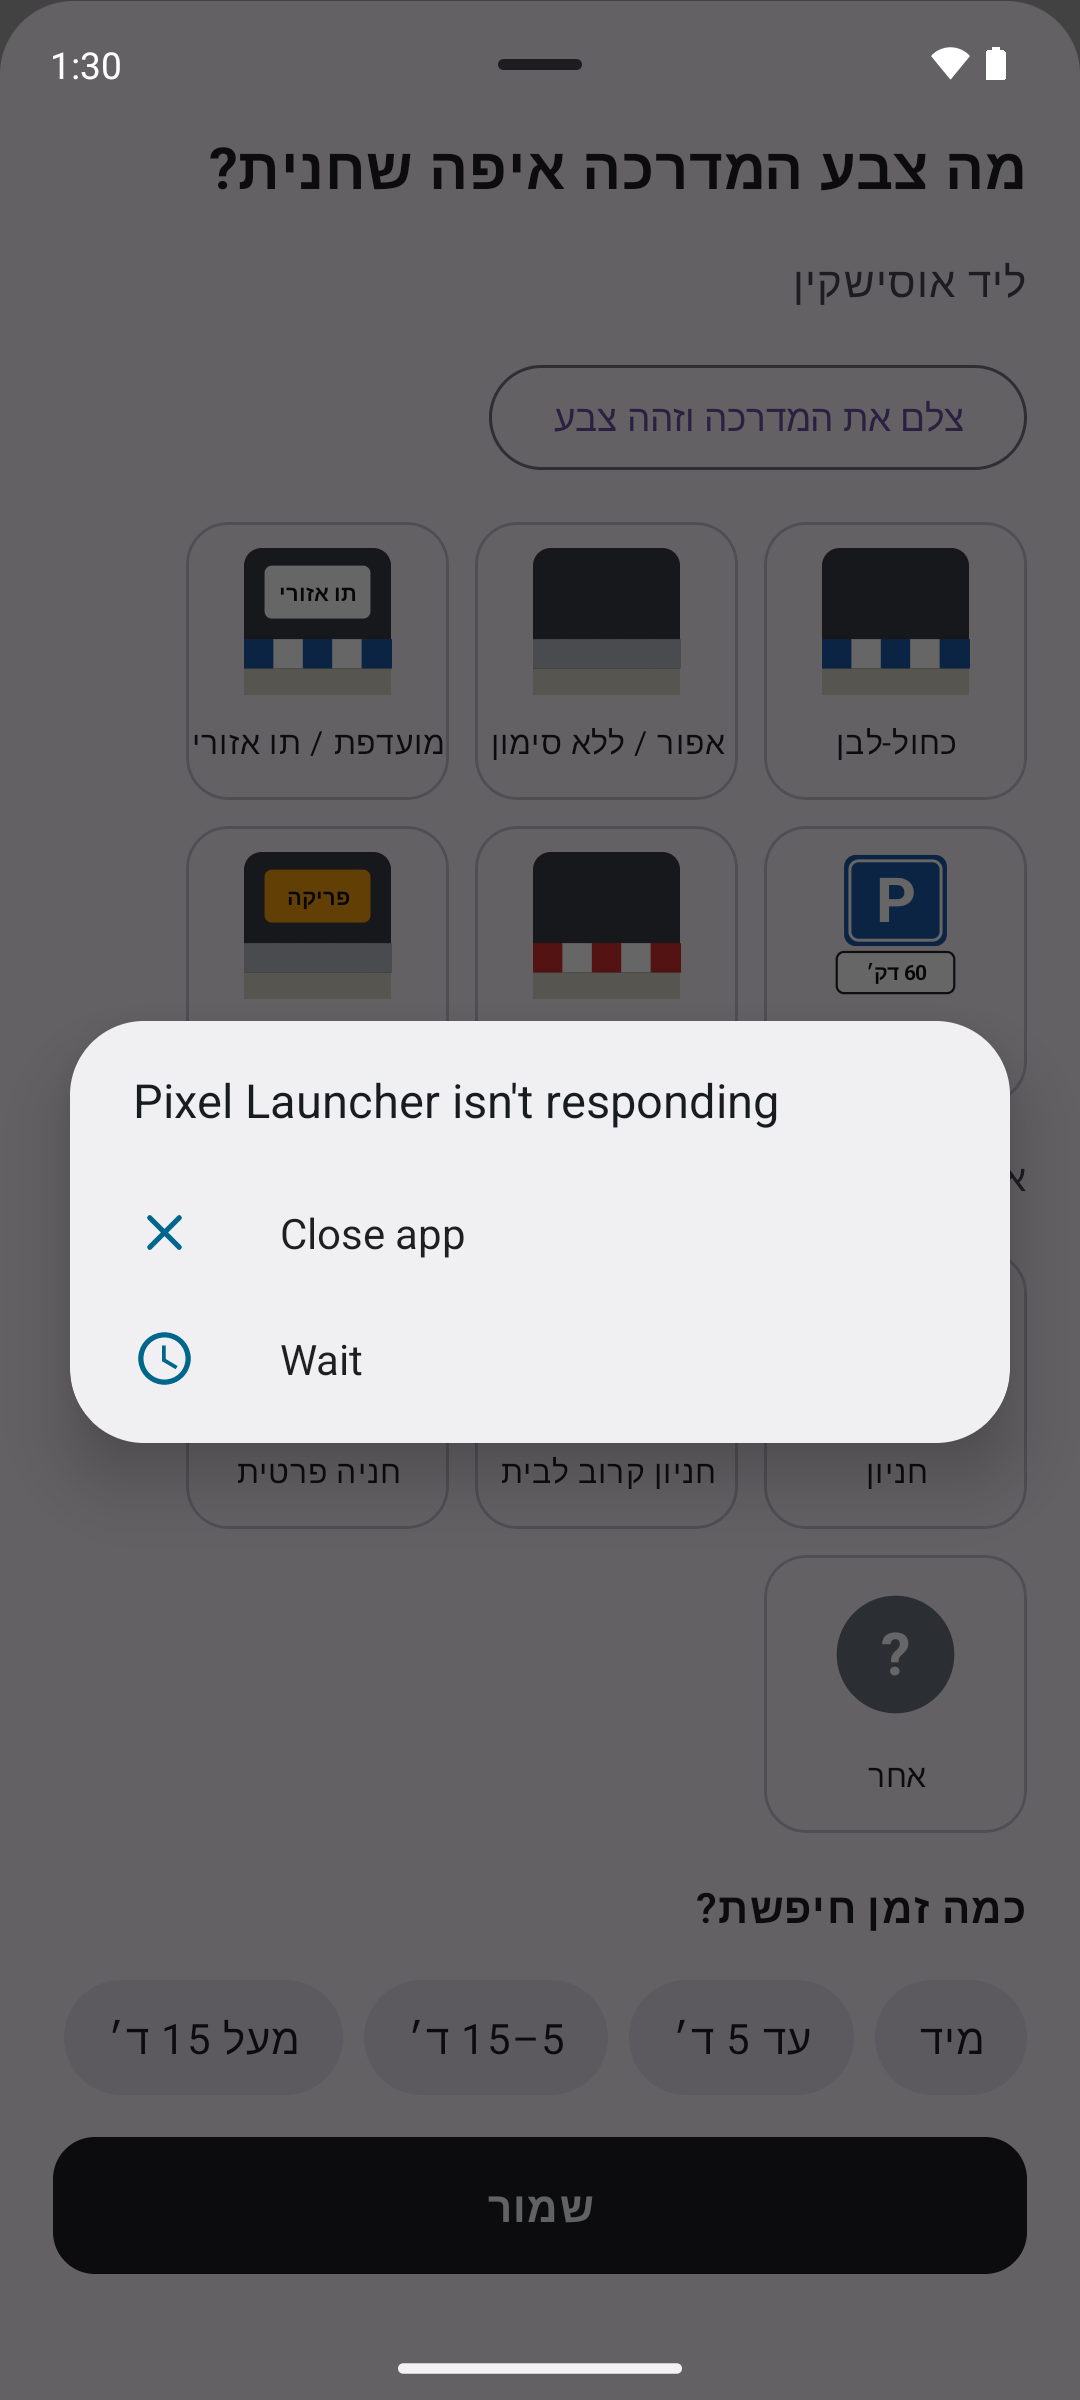 1:30
מה צבע המדרכה איפה שחנית?
ליד אוסישקין
צלם את המדרכה וזהה צבע
תו אזורי
כחול-לבן
אפור / ללא סימון
מועדפת / תו אזורי
P
60 דק׳
פריקה
Pixel Launcher isn't responding
Close app
Wait
חניון
חניון קרוב לבית
חניה פרטית
?
אחר
כמה זמן חיפשת?
מיד
עד 5 ד׳
5–15 ד׳
מעל 15 ד׳
שמור